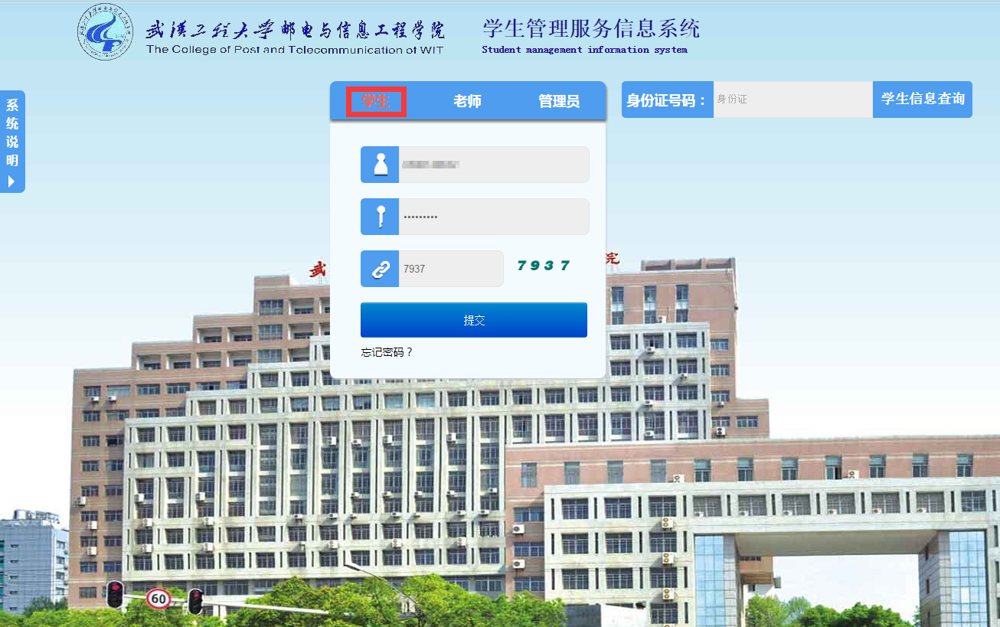 武汉工程大学邮电与信息工程学院
The College of Post and Telecommunication of WIT
学生管理服务信息系统
Student management information system
系统说明
学生
老师
管理员
身份证号码：
身份证
学生信息查询
•••••••••
7937
7937
提交
忘记密码？
武
院
60